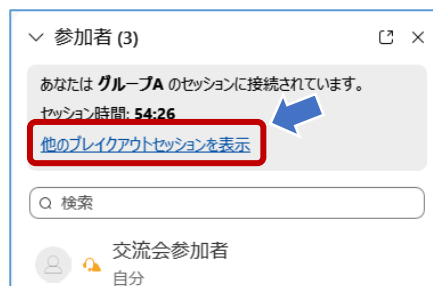 参加者 (3)
あなたは グループA のセッションに接続されています。
セッション時間: 54:26
他のブレイクアウトセッションを表示
検索
交流会参加者
自分